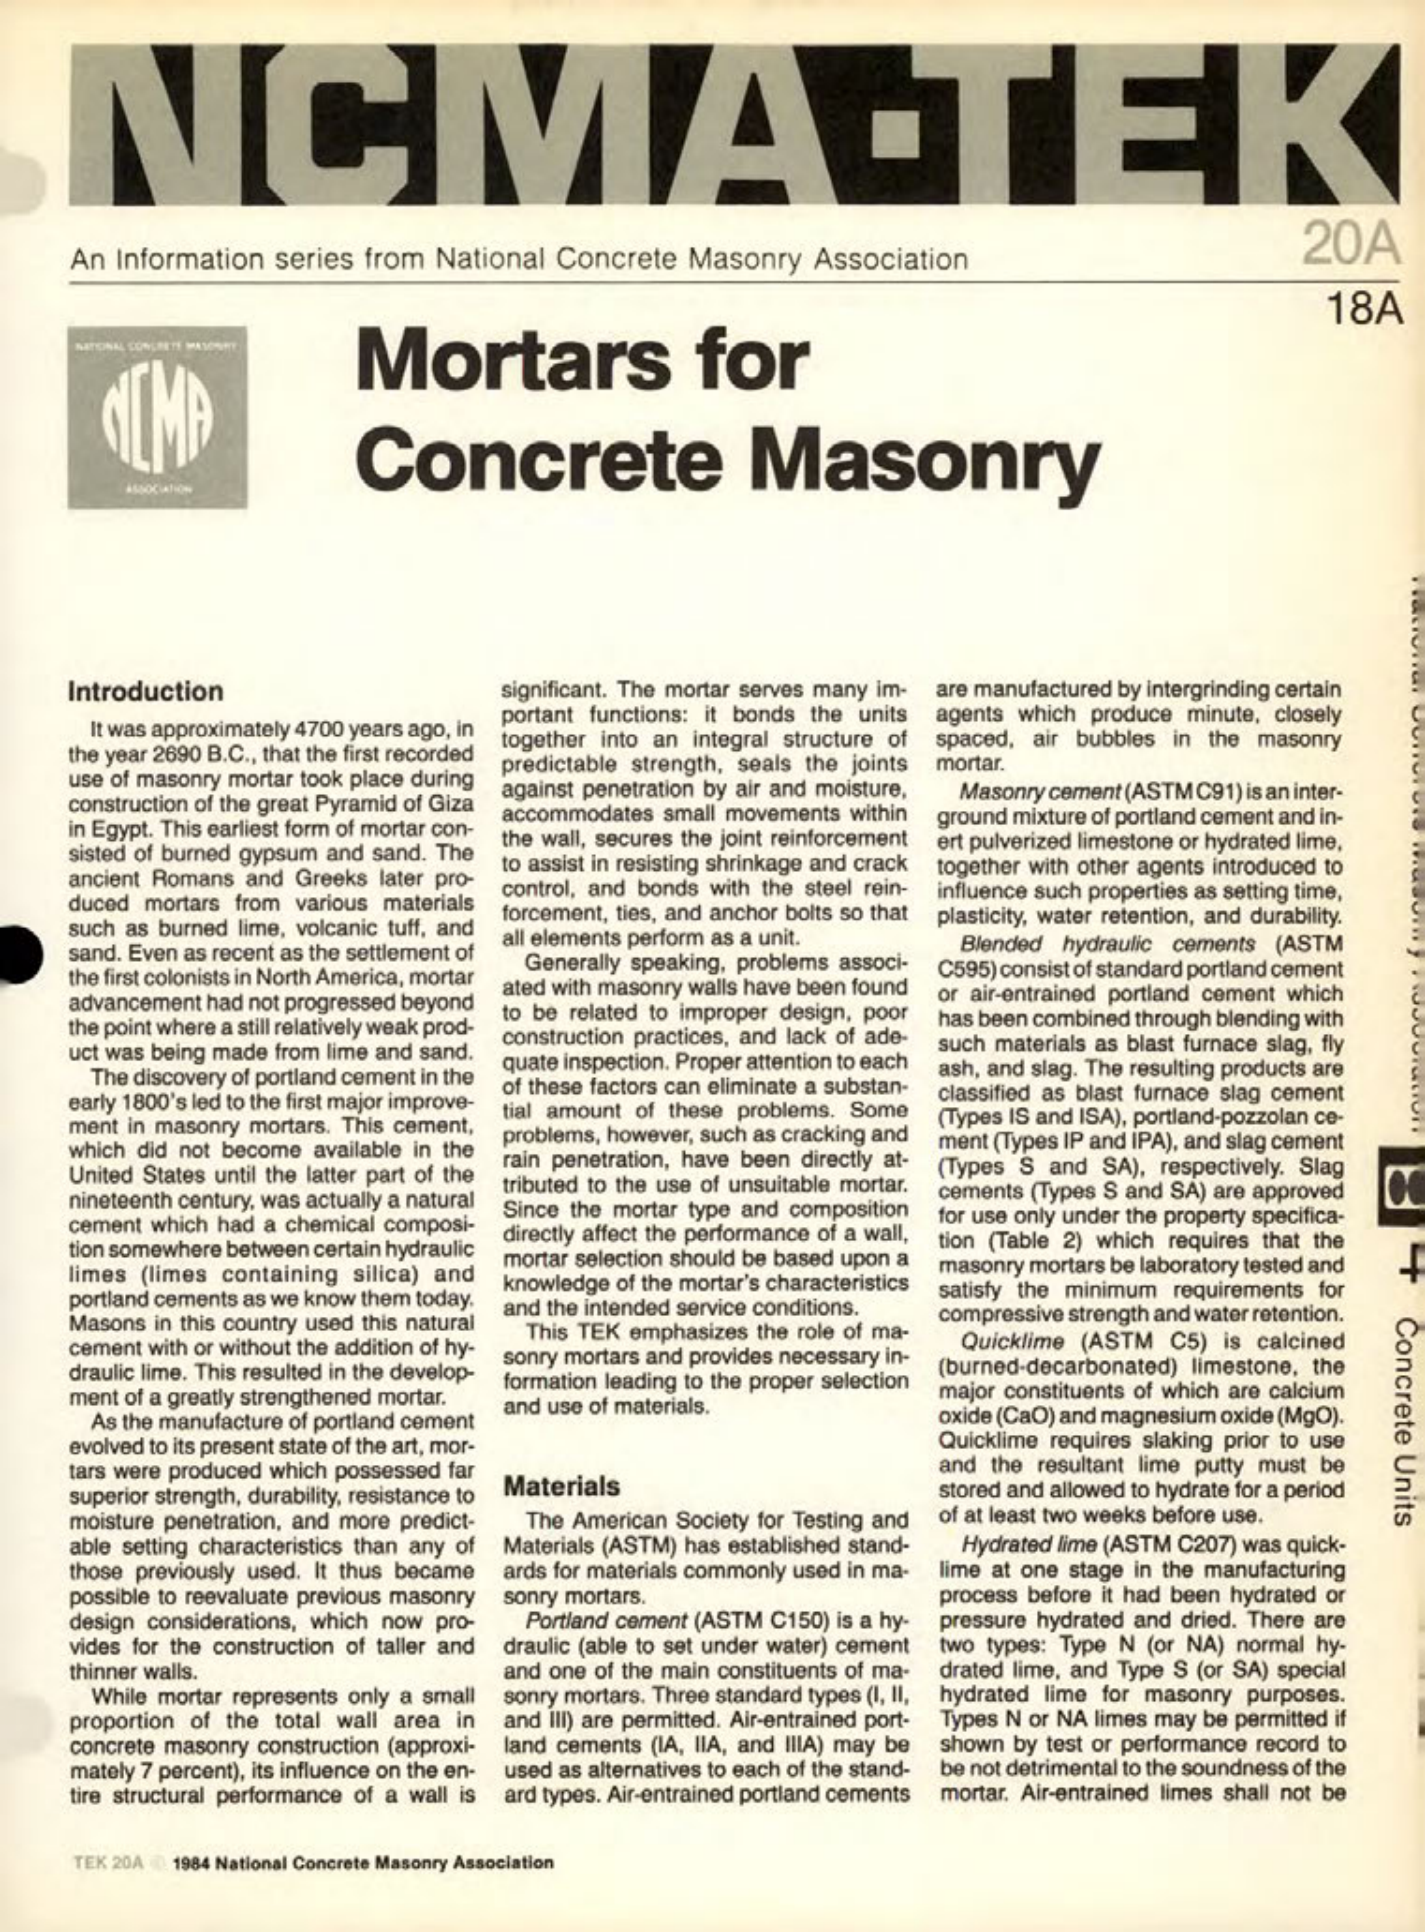 NCMA·TEK
An Information series from National Concrete Masonry Association
20A
18A
NATIONAL CONCRETE MASONRY
NCMA
ASSOCIATION
Mortars for
Concrete Masonry
Introduction
It was approximately 4700 years ago, in
the year 2690 B.C., that the first recorded
use of masonry mortar took place during
construction of the great Pyramid of Giza
in Egypt. This earliest form of mortar con-
sisted of burned gypsum and sand. The
ancient Romans and Greeks later pro-
duced mortars from various materials
such as burned lime, volcanic tuff, and
sand. Even as recent as the settlement of
the first colonists in North America, mortar
advancement had not progressed beyond
the point where a still relatively weak prod-
uct was being made from lime and sand.
The discovery of portland cement in the
early 1800's led to the first major improve-
ment in masonry mortars. This cement,
which did not become available in the
United States until the latter part of the
nineteenth century, was actually a natural
cement which had a chemical composi-
tion somewhere between certain hydraulic
limes (limes containing silica) and
portland cements as we know them today.
Masons in this country used this natural
cement with or without the addition of hy-
draulic lime. This resulted in the develop-
ment of a greatly strengthened mortar.
As the manufacture of portland cement
evolved to its present state of the art, mor-
tars were produced which possessed far
superior strength, durability, resistance to
moisture penetration, and more predict-
able setting characteristics than any of
those previously used. It thus became
possible to reevaluate previous masonry
design considerations, which now pro-
vides for the construction of taller and
thinner walls.
While mortar represents only a small
proportion of the total wall area in
concrete masonry construction (approxi-
mately 7 percent), its influence on the en-
tire structural performance of a wall is
significant. The mortar serves many im-
portant functions: it bonds the units
together into an integral structure of
predictable strength, seals the joints
against penetration by air and moisture,
accommodates small movements within
the wall, secures the joint reinforcement
to assist in resisting shrinkage and crack
control, and bonds with the steel rein-
forcement, ties, and anchor bolts so that
all elements perform as a unit.
Generally speaking, problems associ-
ated with masonry walls have been found
to be related to improper design, poor
construction practices, and lack of ade-
quate inspection. Proper attention to each
of these factors can eliminate a substan-
tial amount of these problems. Some
problems, however, such as cracking and
rain penetration, have been directly at-
tributed to the use of unsuitable mortar.
Since the mortar type and composition
directly affect the performance of a wall,
mortar selection should be based upon a
knowledge of the mortar's characteristics
and the intended service conditions.
This TEK emphasizes the role of ma-
sonry mortars and provides necessary in-
formation leading to the proper selection
and use of materials.
Materials
The American Society for Testing and
Materials (ASTM) has established stand-
ards for materials commonly used in ma-
sonry mortars.
Portland cement (ASTM C150) is a hy-
draulic (able to set under water) cement
and one of the main constituents of ma-
sonry mortars. Three standard types (I, II,
and III) are permitted. Air-entrained port-
land cements (IA, IIA, and IIIA) may be
used as alternatives to each of the stand-
ard types. Air-entrained portland cements
are manufactured by intergrinding certain
agents which produce minute, closely
spaced, air bubbles in the masonry
mortar.
Masonry cement (ASTM C91) is an inter-
ground mixture of portland cement and in-
ert pulverized limestone or hydrated lime,
together with other agents introduced to
influence such properties as setting time,
plasticity, water retention, and durability.
Blended hydraulic cements (ASTM
C595) consist of standard portland cement
or air-entrained portland cement which
has been combined through blending with
such materials as blast furnace slag, fly
ash, and slag. The resulting products are
classified as blast furnace slag cement
(Types IS and ISA), portland-pozzolan ce-
ment (Types IP and IPA), and slag cement
(Types S and SA), respectively. Slag
cements (Types S and SA) are approved
for use only under the property specifica-
tion (Table 2) which requires that the
masonry mortars be laboratory tested and
satisfy the minimum requirements for
compressive strength and water retention.
Quicklime (ASTM C5) is calcined
(burned-decarbonated) limestone, the
major constituents of which are calcium
oxide (CaO) and magnesium oxide (MgO).
Quicklime requires slaking prior to use
and the resultant lime putty must be
stored and allowed to hydrate for a period
of at least two weeks before use.
Hydrated lime (ASTM C207) was quick-
lime at one stage in the manufacturing
process before it had been hydrated or
pressure hydrated and dried. There are
two types: Type N (or NA) normal hy-
drated lime, and Type S (or SA) special
hydrated lime for masonry purposes.
Types N or NA limes may be permitted if
shown by test or performance record to
be not detrimental to the soundness of the
mortar. Air-entrained limes shall not be
National Concrete Masonry Association
4
Concrete Units
TEK 20A © 1984 National Concrete Masonry Association